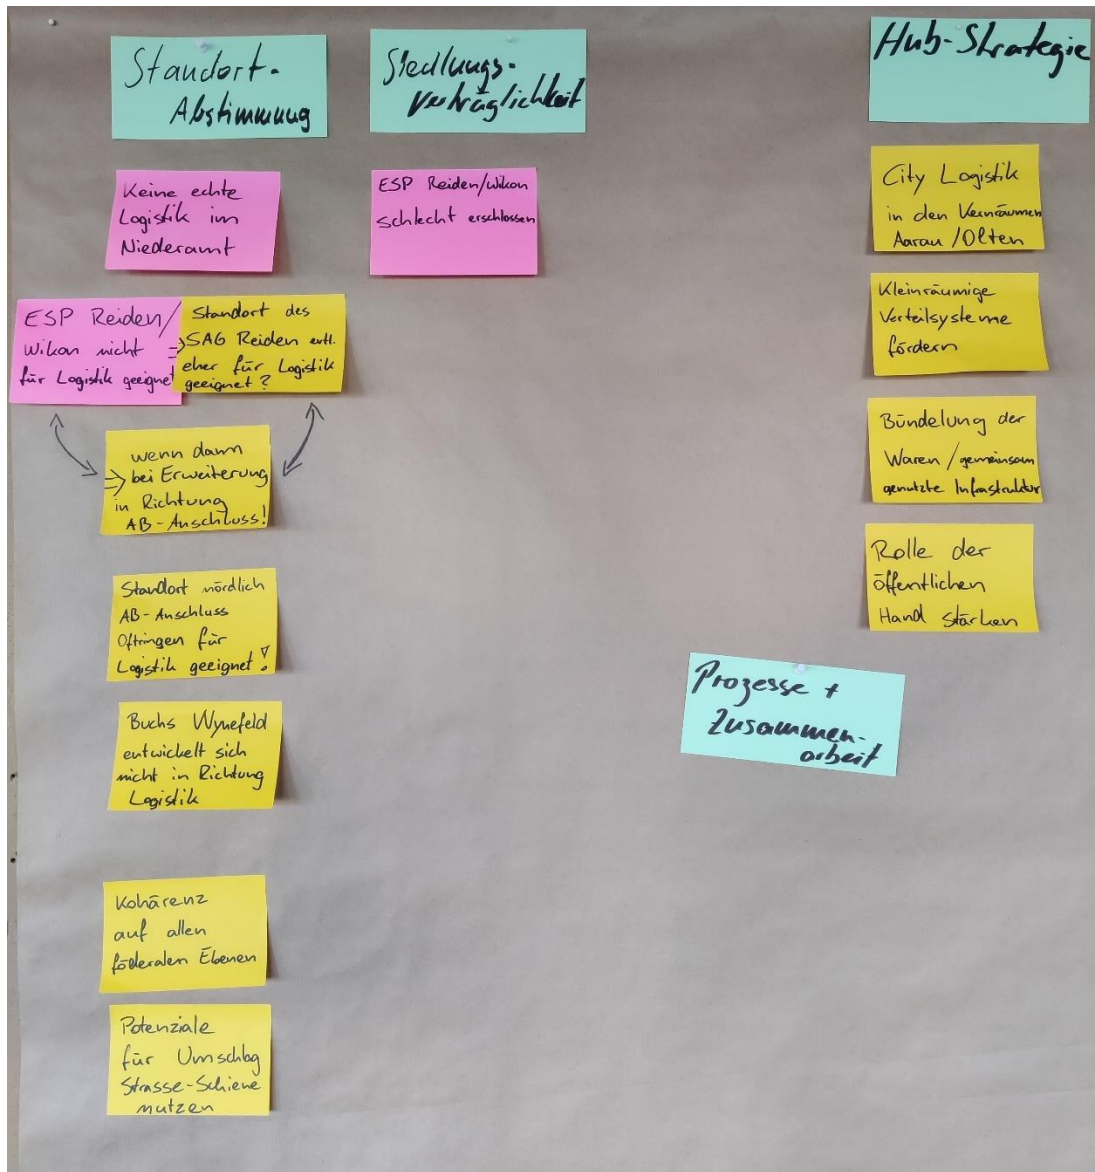 Standort-
Abstimmung
Keine echte
Logistik im
Niederamt
ESP Reiden/
Wikon nicht
für Logistik geeignet
⇒
Standort des
SAG Reiden evtl.
eher für Logistik
geeignet?
wenn dann
⇒ bei Erweiterung
in Richtung
AB-Anschluss!
Standort nördlich
AB-Anschluss
Oftringen für
Logistik geeignet!
Buchs Wynefeld
entwickelt sich
nicht in Richtung
Logistik
Kohärenz
auf allen
föderalen Ebenen
Potenziale
für Umschlag
Strasse-Schiene
nutzen
Siedlungs-
verträglichkeit
ESP Reiden/Wikon
schlecht erschlossen
Prozesse +
Zusammen-
arbeit
Hub-Strategie
City Logistik
in den Kernräumen
Aarau/Olten
Kleinräumige
Verteilsysteme
fördern
Bündelung der
Waren/gemeinsam
genutzte Infrastruktur
Rolle der
öffentlichen
Hand stärken